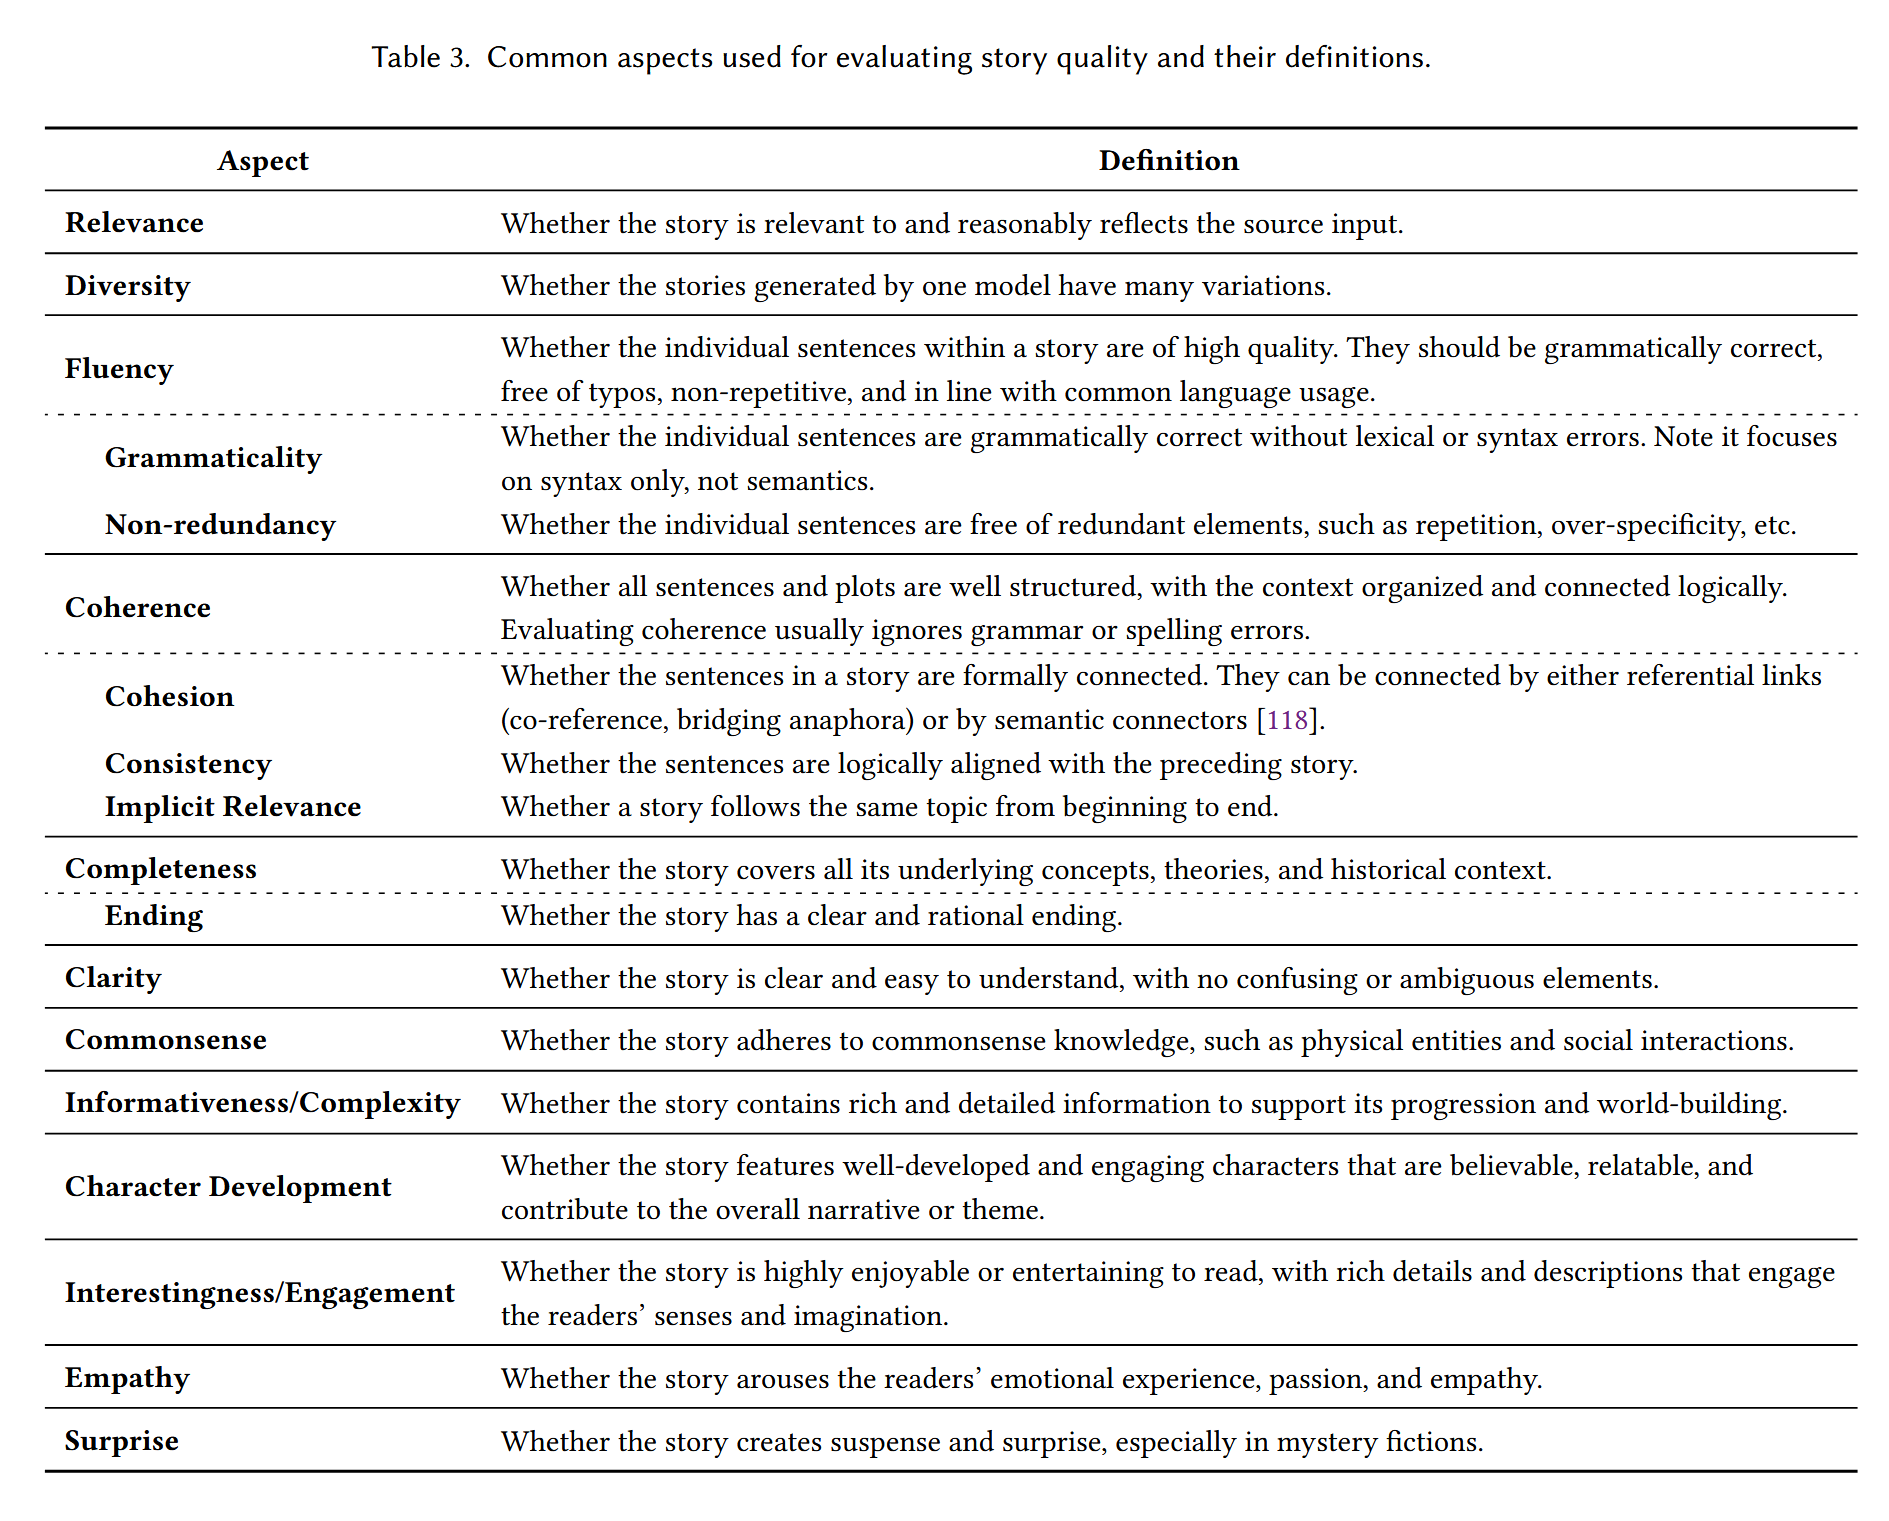 Table 3. Common aspects used for evaluating story quality and their definitions.
Aspect Definition
Relevance Whether the story is relevant to and reasonably reflects the source input.
Diversity Whether the stories generated by one model have many variations.
Fluency Whether the individual sentences within a story are of high quality. They should be grammatically correct,
free of typos, non-repetitive, and in line with common language usage.
Grammaticality Whether the individual sentences are grammatically correct without lexical or syntax errors. Note it focuses
on syntax only, not semantics.
Non-redundancy Whether the individual sentences are free of redundant elements, such as repetition, over-specificity, etc.
Coherence Whether all sentences and plots are well structured, with the context organized and connected logically.
Evaluating coherence usually ignores grammar or spelling errors.
Cohesion Whether the sentences in a story are formally connected. They can be connected by either referential links
(co-reference, bridging anaphora) or by semantic connectors [118].
Consistency Whether the sentences are logically aligned with the preceding story.
Implicit Relevance Whether a story follows the same topic from beginning to end.
Completeness Whether the story covers all its underlying concepts, theories, and historical context.
Ending Whether the story has a clear and rational ending.
Clarity Whether the story is clear and easy to understand, with no confusing or ambiguous elements.
Commonsense Whether the story adheres to commonsense knowledge, such as physical entities and social interactions.
Informativeness/Complexity Whether the story contains rich and detailed information to support its progression and world-building.
Character Development Whether the story features well-developed and engaging characters that are believable, relatable, and
contribute to the overall narrative or theme.
Interestingness/Engagement Whether the story is highly enjoyable or entertaining to read, with rich details and descriptions that engage
the readers’ senses and imagination.
Empathy Whether the story arouses the readers’ emotional experience, passion, and empathy.
Surprise Whether the story creates suspense and surprise, especially in mystery fictions.